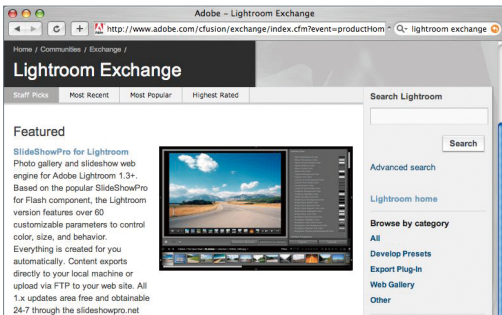 Adobe – Lightroom Exchange
http://www.adobe.com/cfusion/exchange/index.cfm?event=productHom
lightroom exchange
Home / Communities / Exchange /
Lightroom Exchange
Staff Picks Most Recent Most Popular Highest Rated
Featured
SlideShowPro for Lightroom
Photo gallery and slideshow web
engine for Adobe Lightroom 1.3+.
Based on the popular SlideShowPro
for Flash component, the Lightroom
version features over 60
customizable parameters to control
color, size, and behavior.
Everything is created for you
automatically. Content exports
directly to your local machine or
upload via FTP to your web site. All
1.x updates area free and obtainable
24-7 through the slideshowpro.net
Search Lightroom
Search
Advanced search
Lightroom home
Browse by category
All
Develop Presets
Export Plug-In
Web Gallery
Other